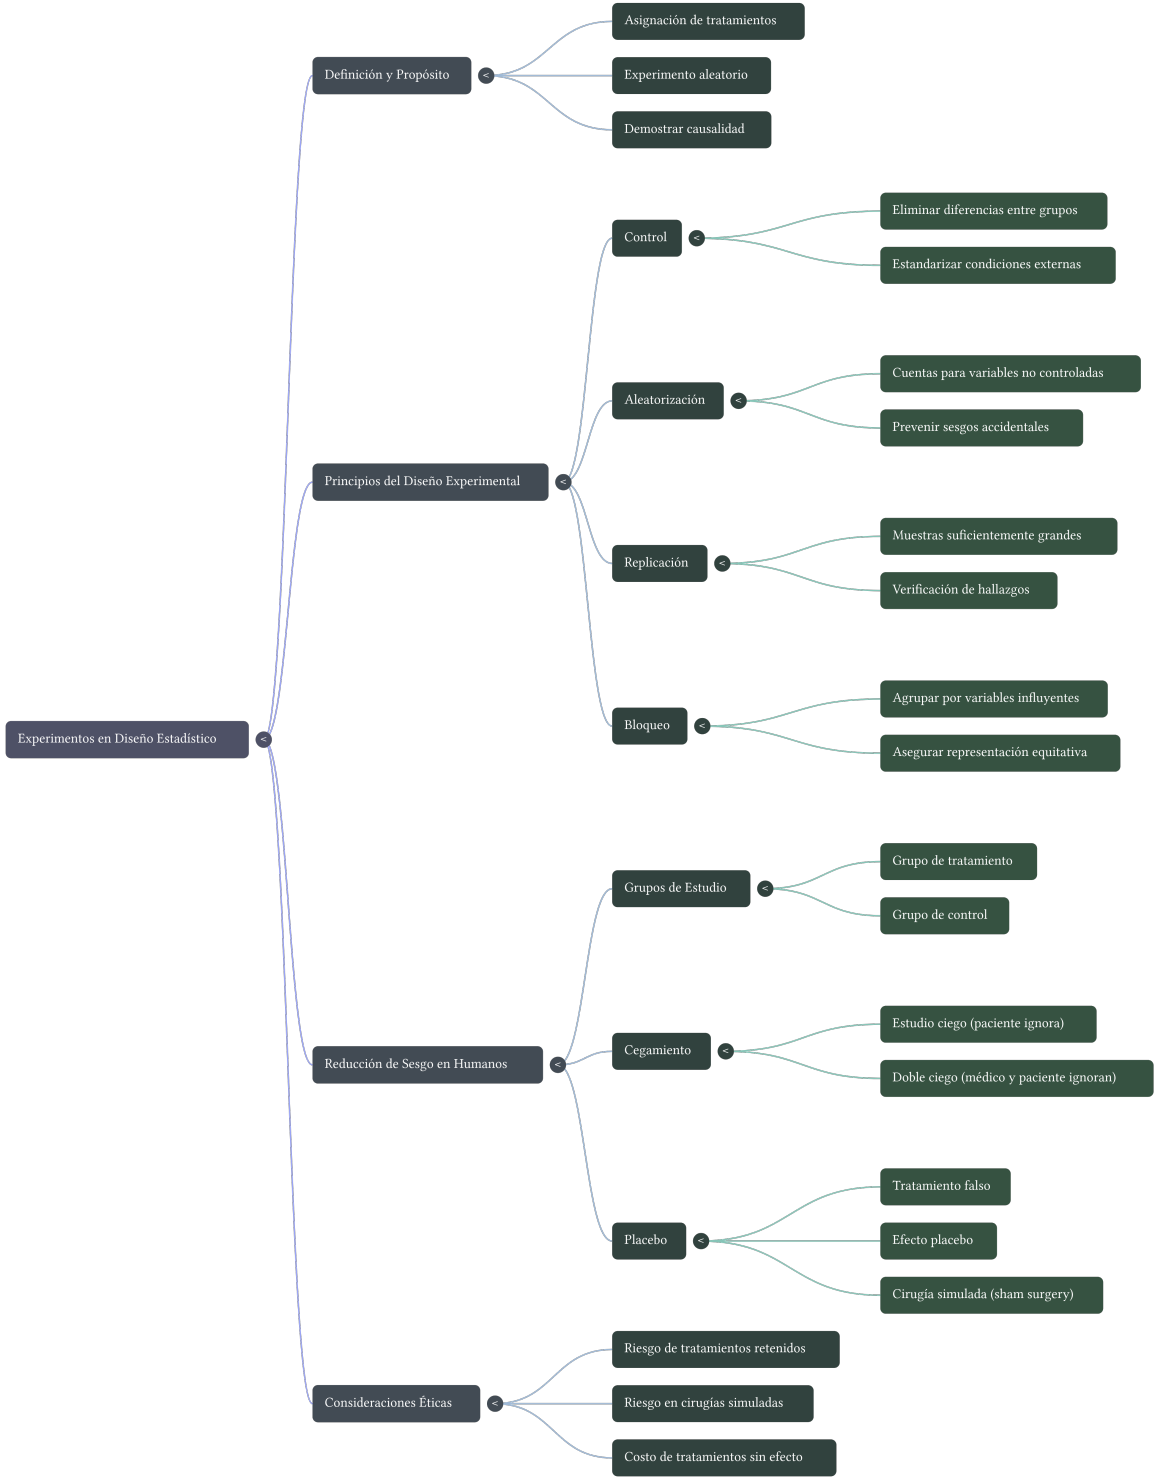 Experimentos en Diseño Estadístico
<
Definición y Propósito
<
Asignación de tratamientos
Experimento aleatorio
Demostrar causalidad
Principios del Diseño Experimental
<
Control
<
Eliminar diferencias entre grupos
Estandarizar condiciones externas
Aleatorización
<
Cuentas para variables no controladas
Prevenir sesgos accidentales
Replicación
<
Muestras suficientemente grandes
Verificación de hallazgos
Bloqueo
<
Agrupar por variables influyentes
Asegurar representación equitativa
Reducción de Sesgo en Humanos
<
Grupos de Estudio
<
Grupo de tratamiento
Grupo de control
Cegamiento
<
Estudio ciego (paciente ignora)
Doble ciego (médico y paciente ignoran)
Placebo
<
Tratamiento falso
Efecto placebo
Cirugía simulada (sham surgery)
Consideraciones Éticas
<
Riesgo de tratamientos retenidos
Riesgo en cirugías simuladas
Costo de tratamientos sin efecto